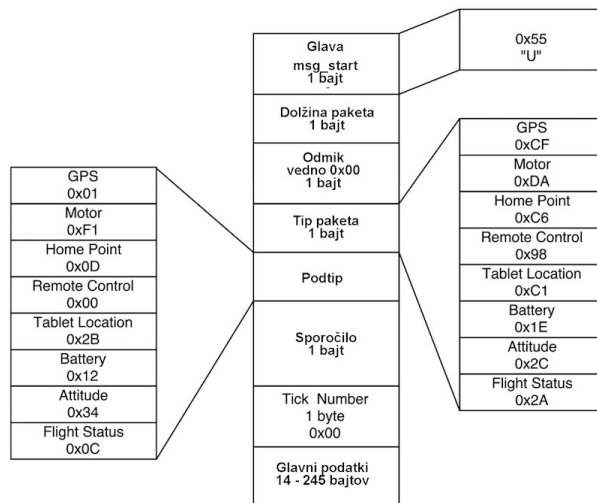 Glava
msg_start
1 bajt
Dolžina paketa
1 bajt
Odmik
vedno 0x00
1 bajt
Tip paketa
1 bajt
Podtip
Sporočilo
1 bajt
Tick Number
1 byte
0x00
Glavni podatki
14 - 245 bajtov
0x55
"U"
GPS
0x01
Motor
0xF1
Home Point
0x0D
Remote Control
0x00
Tablet Location
0x2B
Battery
0x12
Attitude
0x34
Flight Status
0x0C
GPS
0xCF
Motor
0xDA
Home Point
0xC6
Remote Control
0x98
Tablet Location
0xC1
Battery
0x1E
Attitude
0x2C
Flight Status
0x2A